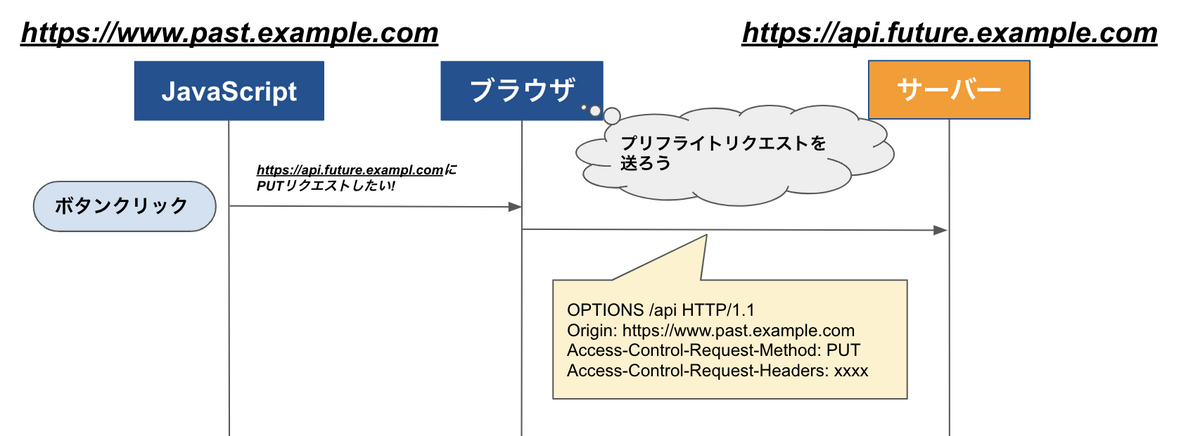 https://www.past.example.com
https://api.future.example.com
JavaScript
ブラウザ
サーバー
プリフライトリクエストを
送ろう
https://api.future.exampl.comに
PUTリクエストしたい!
ボタンクリック
OPTIONS /api HTTP/1.1
Origin: https://www.past.example.com
Access-Control-Request-Method: PUT
Access-Control-Request-Headers: xxxx